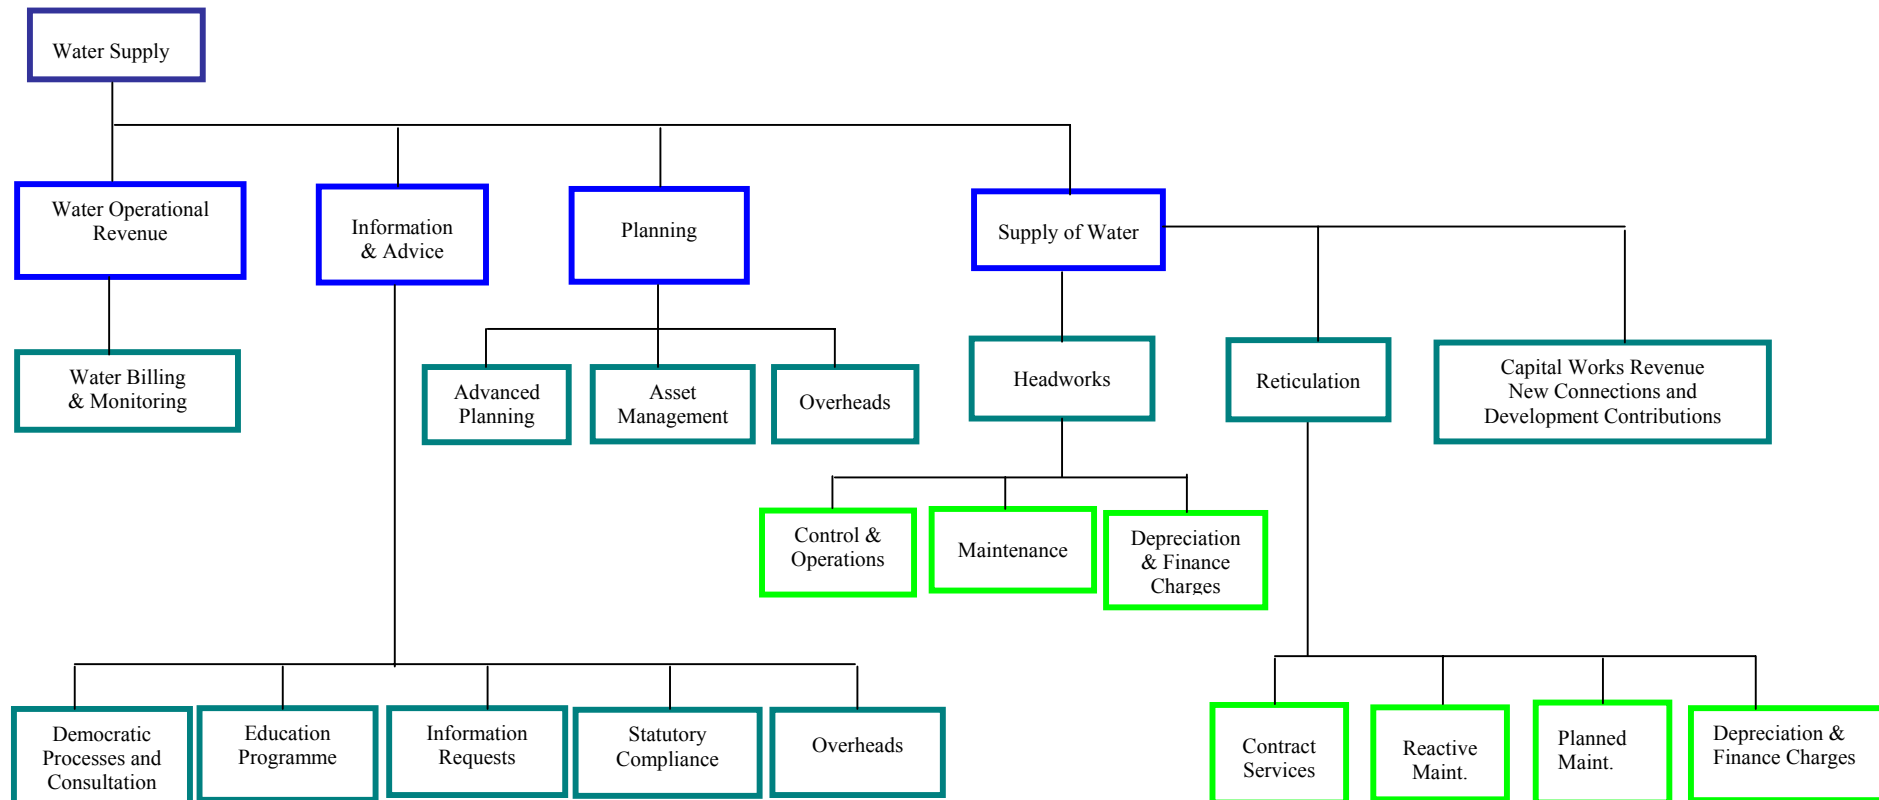 Water Supply
Water Operational
Revenue
Information
& Advice
Planning
Supply of Water
Water Billing
& Monitoring
Advanced
Planning
Asset
Management
Overheads
Headworks
Reticulation
Capital Works Revenue
New Connections and
Development Contributions
Control &
Operations
Maintenance
Depreciation
& Finance
Charges
Democratic
Processes and
Consultation
Education
Programme
Information
Requests
Statutory
Compliance
Overheads
Contract
Services
Reactive
Maint.
Planned
Maint.
Depreciation &
Finance Charges